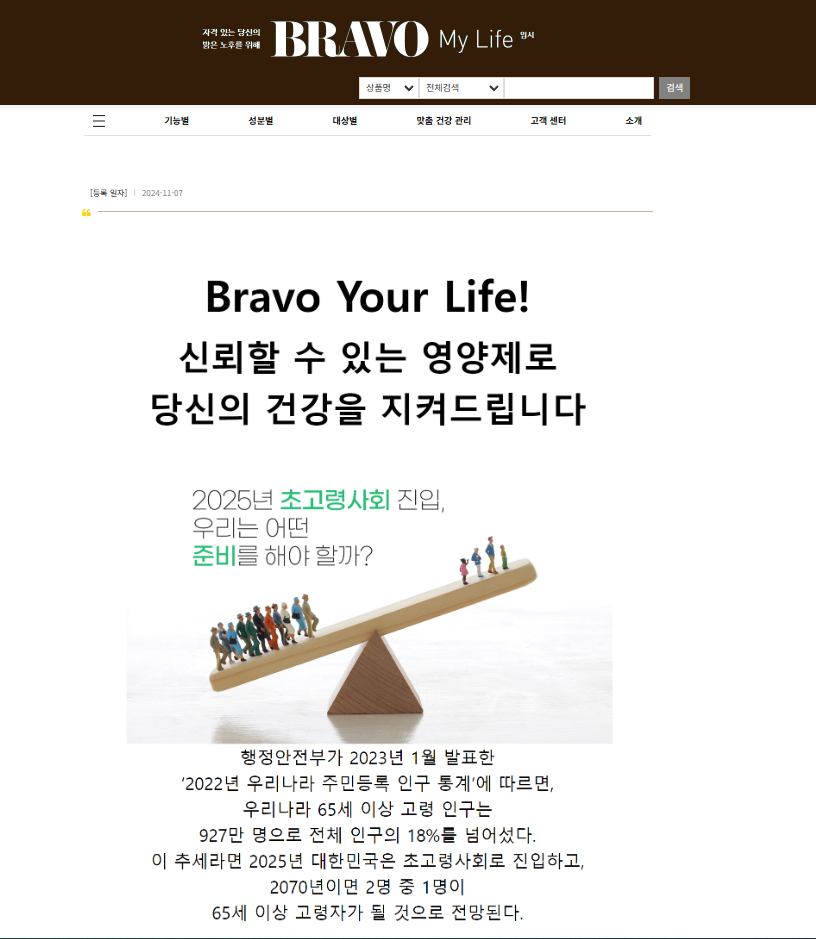 자격 있는 당신의
밝은 노후를 위해
BRAVO My Life 임시
상품명 전체검색 검색
기능별 성분별 대상별 맞춤 건강 관리 고객 센터 소개
[등록 일자] | 2024-11-07
Bravo Your Life!
신뢰할 수 있는 영양제로
당신의 건강을 지켜드립니다
2025년 초고령사회 진입,
우리는 어떤
준비를 해야 할까?
행정안전부가 2023년 1월 발표한
'2022년 우리나라 주민등록 인구 통계'에 따르면,
우리나라 65세 이상 고령 인구는
927만 명으로 전체 인구의 18%를 넘어섰다.
이 추세라면 2025년 대한민국은 초고령사회로 진입하고,
2070년이면 2명 중 1명이
65세 이상 고령자가 될 것으로 전망된다.